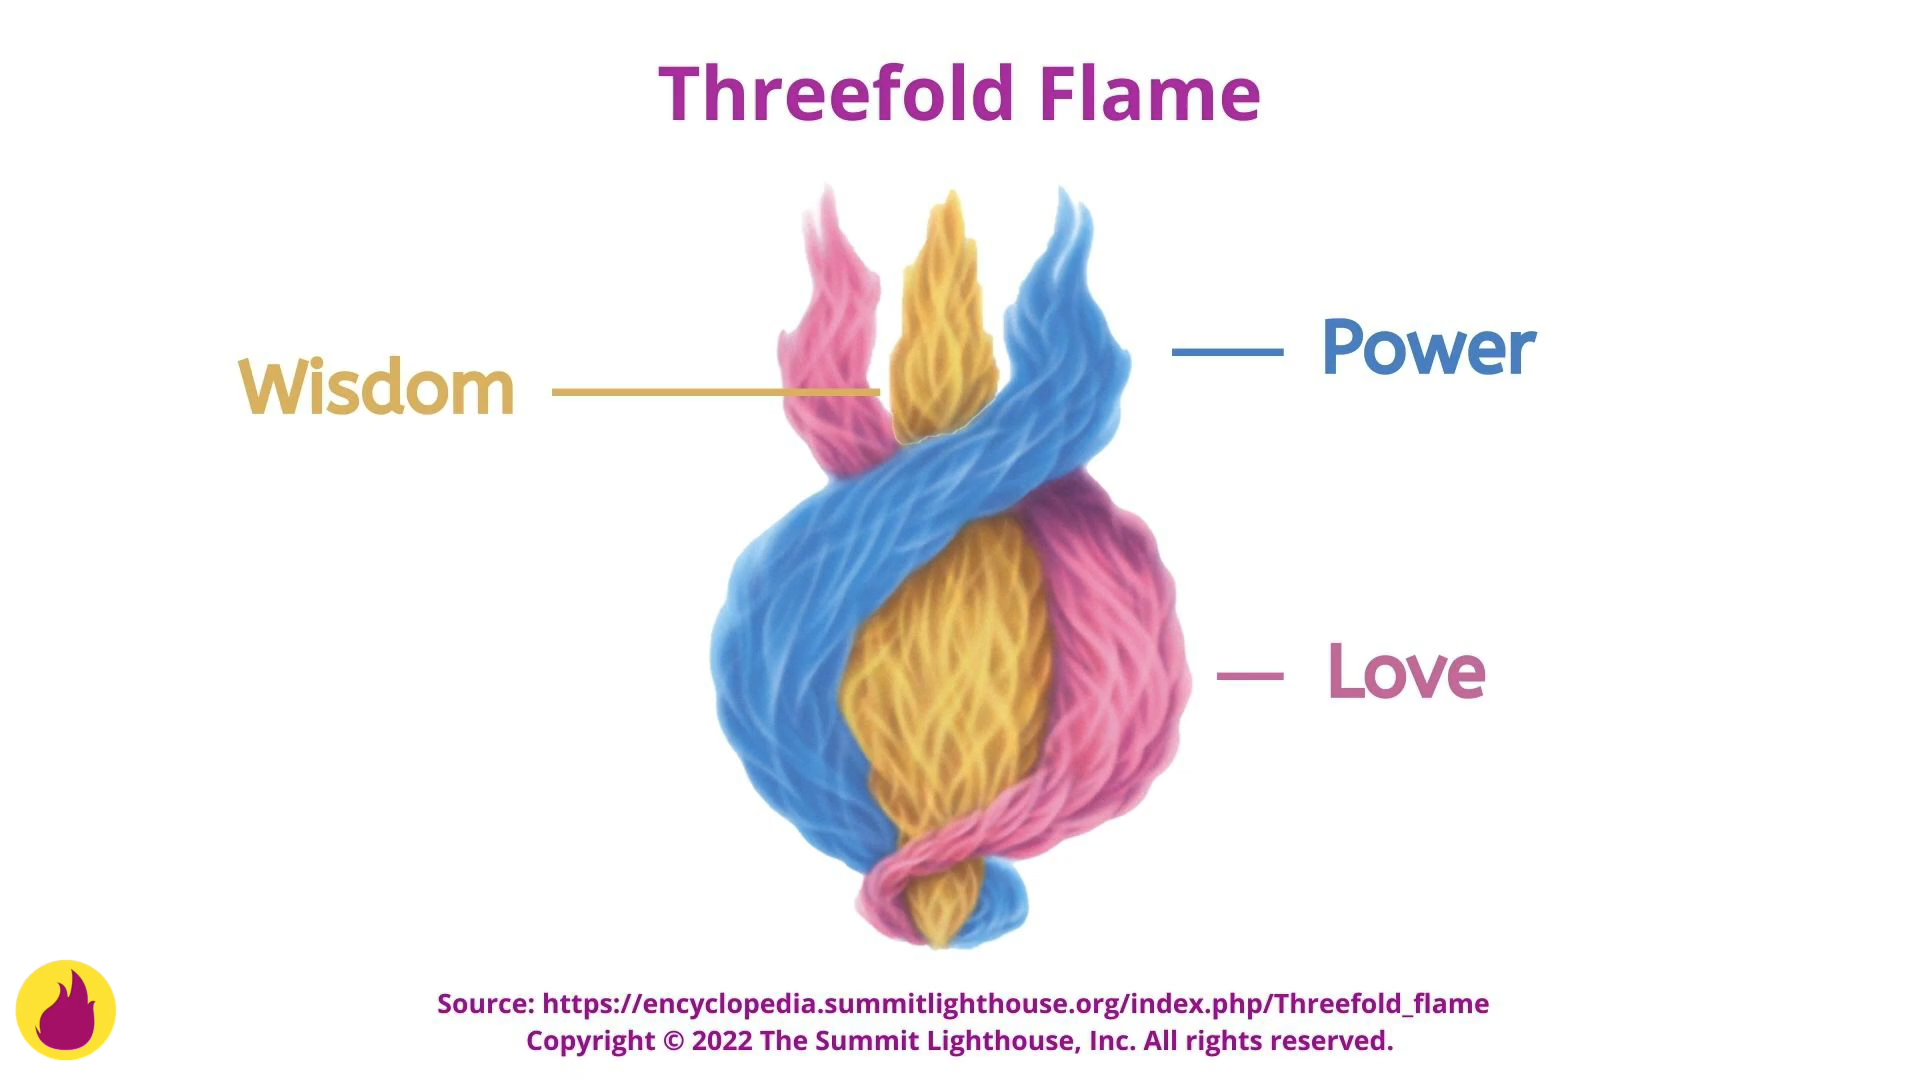 Threefold Flame
Power
Wisdom
Love
Source: https://encyclopedia.summitlighthouse.org/index.php/Threefold_flame
Copyright © 2022 The Summit Lighthouse, Inc. All rights reserved.